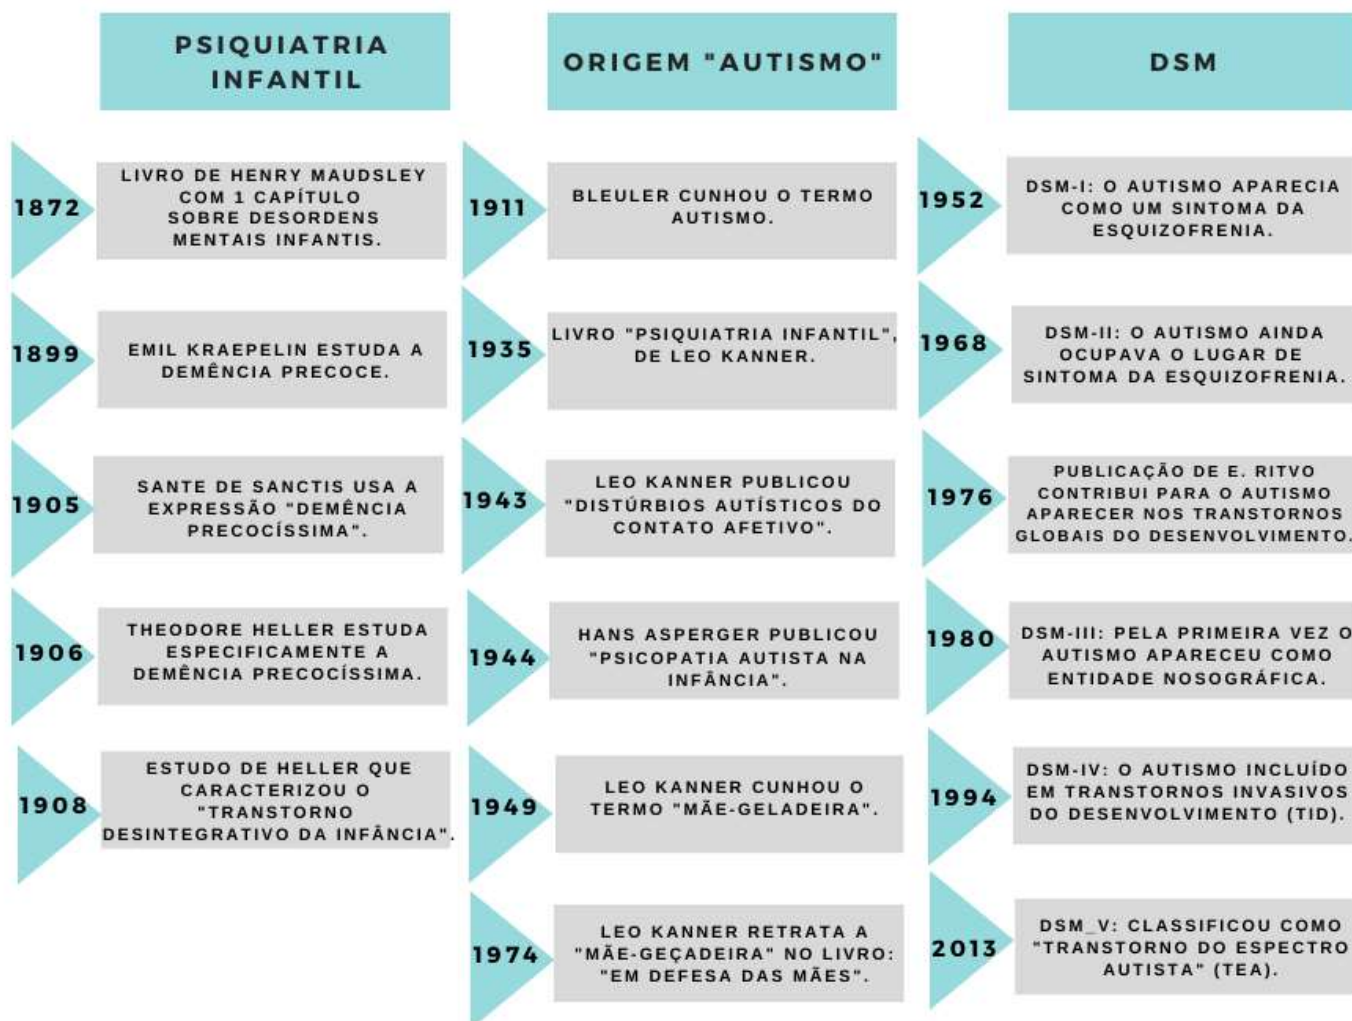 PSIQUIATRIA
INFANTIL
1872
LIVRO DE HENRY MAUDSLEY
COM 1 CAPÍTULO
SOBRE DESORDENS
MENTAIS INFANTIS.
1899
EMIL KRAEPELIN ESTUDA A
DEMÊNCIA PRECOCE.
1905
SANTE DE SANCTIS USA A
EXPRESSÃO "DEMÊNCIA
PRECOCÍSSIMA".
1906
THEODORE HELLER ESTUDA
ESPECIFICAMENTE A
DEMÊNCIA PRECOCÍSSIMA.
1908
ESTUDO DE HELLER QUE
CARACTERIZOU O
"TRANSTORNO
DESINTEGRATIVO DA INFÂNCIA".
ORIGEM "AUTISMO"
1911
BLEULER CUNHOU O TERMO
AUTISMO.
1935
LIVRO "PSIQUIATRIA INFANTIL",
DE LEO KANNER.
1943
LEO KANNER PUBLICOU
"DISTÚRBIOS AUTÍSTICOS DO
CONTATO AFETIVO".
1944
HANS ASPERGER PUBLICOU
"PSICOPATIA AUTISTA NA
INFÂNCIA".
1949
LEO KANNER CUNHOU O
TERMO "MÃE-GELADEIRA".
1974
LEO KANNER RETRATA A
"MÃE-GEÇADEIRA" NO LIVRO:
"EM DEFESA DAS MÃES".
DSM
1952
DSM-I: O AUTISMO APARECIA
COMO UM SINTOMA DA
ESQUIZOFRENIA.
1968
DSM-II: O AUTISMO AINDA
OCUPAVA O LUGAR DE
SINTOMA DA ESQUIZOFRENIA.
1976
PUBLICAÇÃO DE E. RITVO
CONTRIBUI PARA O AUTISMO
APARECER NOS TRANSTORNOS
GLOBAIS DO DESENVOLVIMENTO.
1980
DSM-III: PELA PRIMEIRA VEZ O
AUTISMO APARECEU COMO
ENTIDADE NOSOGRÁFICA.
1994
DSM-IV: O AUTISMO INCLUÍDO
EM TRANSTORNOS INVASIVOS
DO DESENVOLVIMENTO (TID).
2013
DSM_V: CLASSIFICOU COMO
"TRANSTORNO DO ESPECTRO
AUTISTA" (TEA).